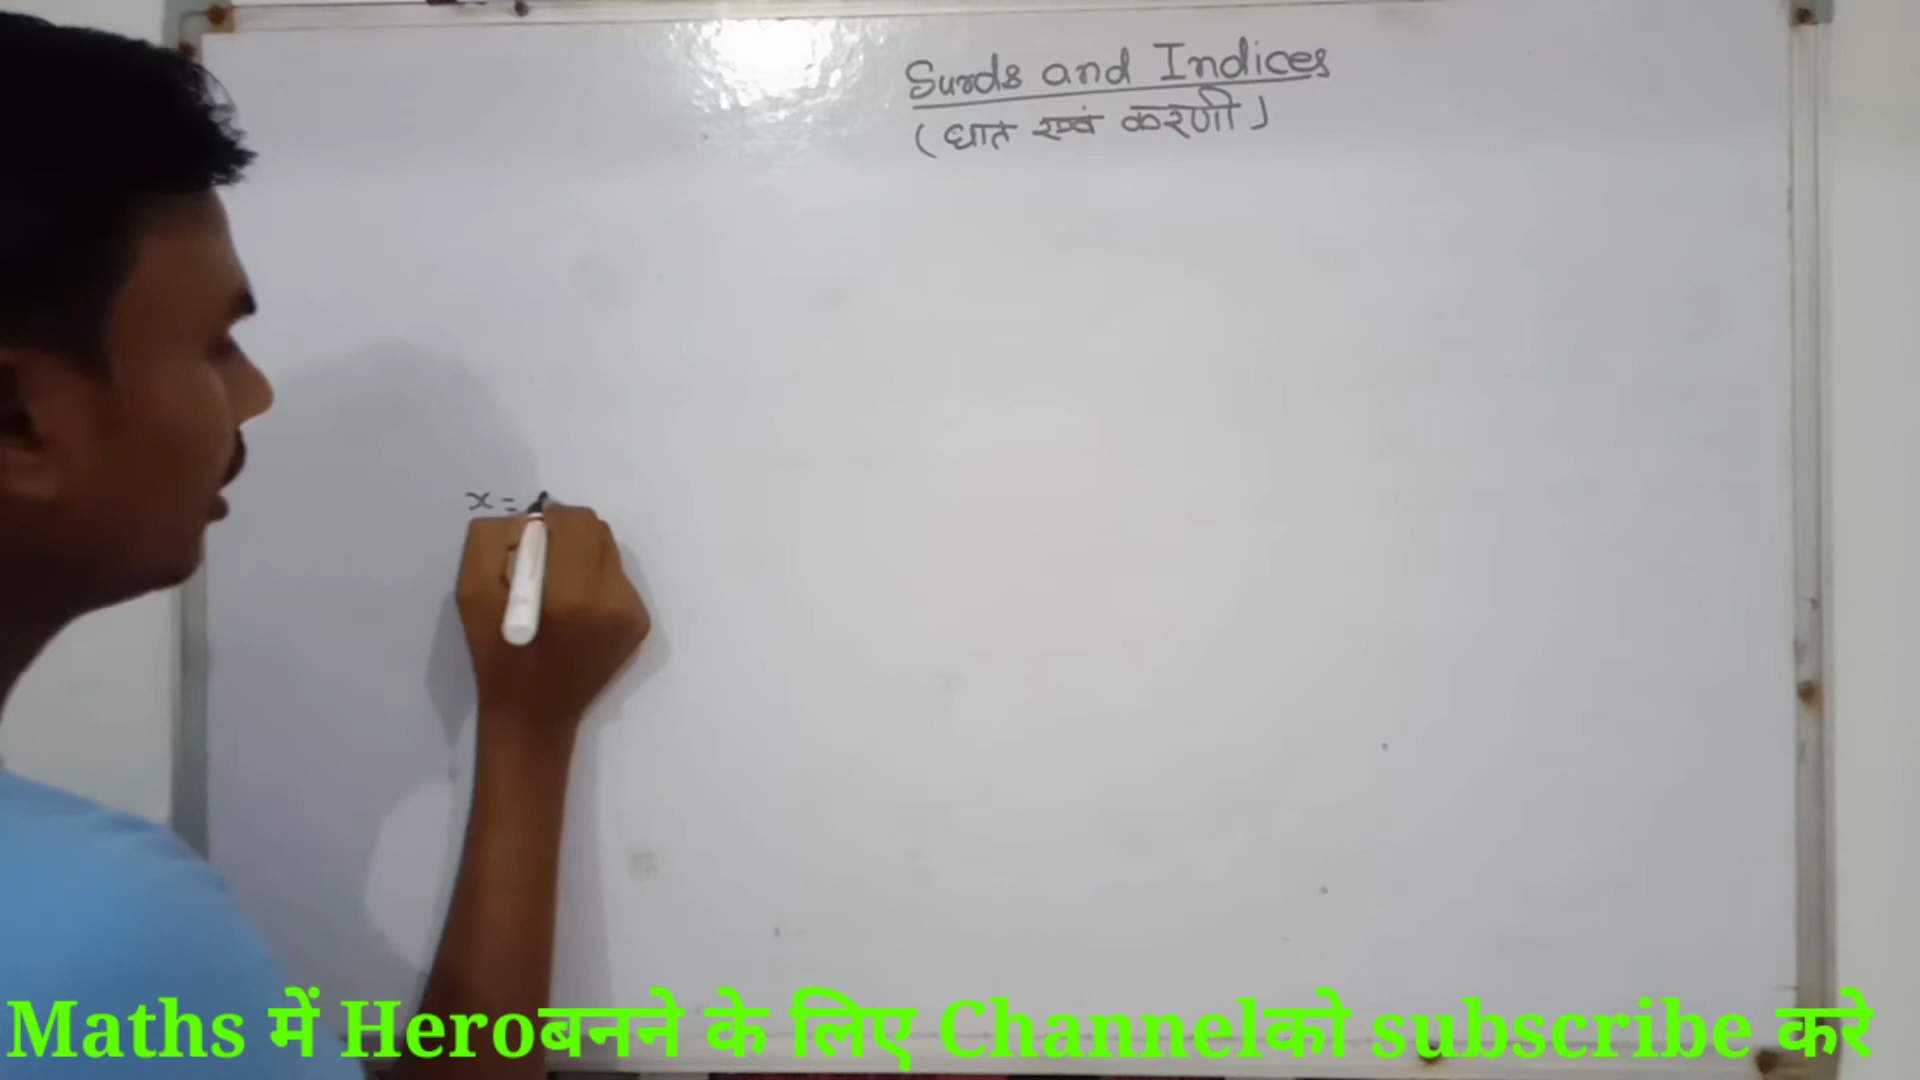 Surds and Indices
(घात एवं करणी)
x =
Maths में Heroबनने के लिए Channelको subscribe करे